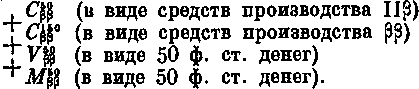 + C⁵⁰ββ (в виде средств производства IIβ)
+ C¹⁵⁰ββ (в виде средств производства ββ)
+ V⁵⁰ββ (в виде 50 ф. ст. денег)
+ M⁵⁰ββ (в виде 50 ф. ст. денег).